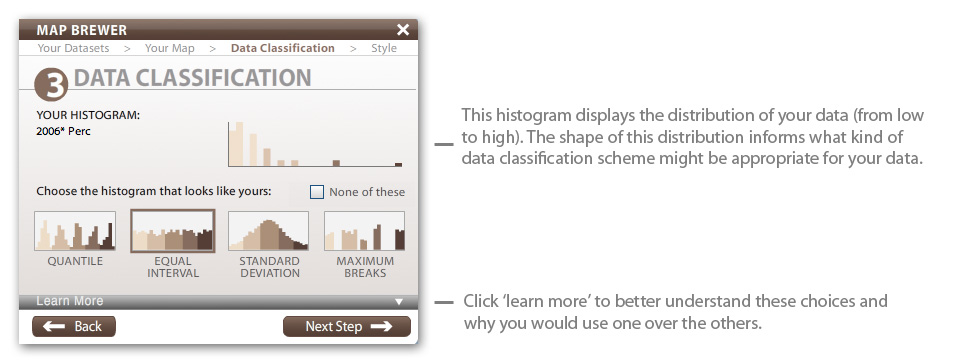 MAP BREWER
Your Datasets > Your Map > Data Classification > Style
3 DATA CLASSIFICATION
YOUR HISTOGRAM:
2006* Perc
Choose the histogram that looks like yours:
None of these
QUANTILE
EQUAL
INTERVAL
STANDARD
DEVIATION
MAXIMUM
BREAKS
Learn More
Back
Next Step
This histogram displays the distribution of your data (from low
to high). The shape of this distribution informs what kind of
data classification scheme might be appropriate for your data.
Click ‘learn more’ to better understand these choices and
why you would use one over the others.